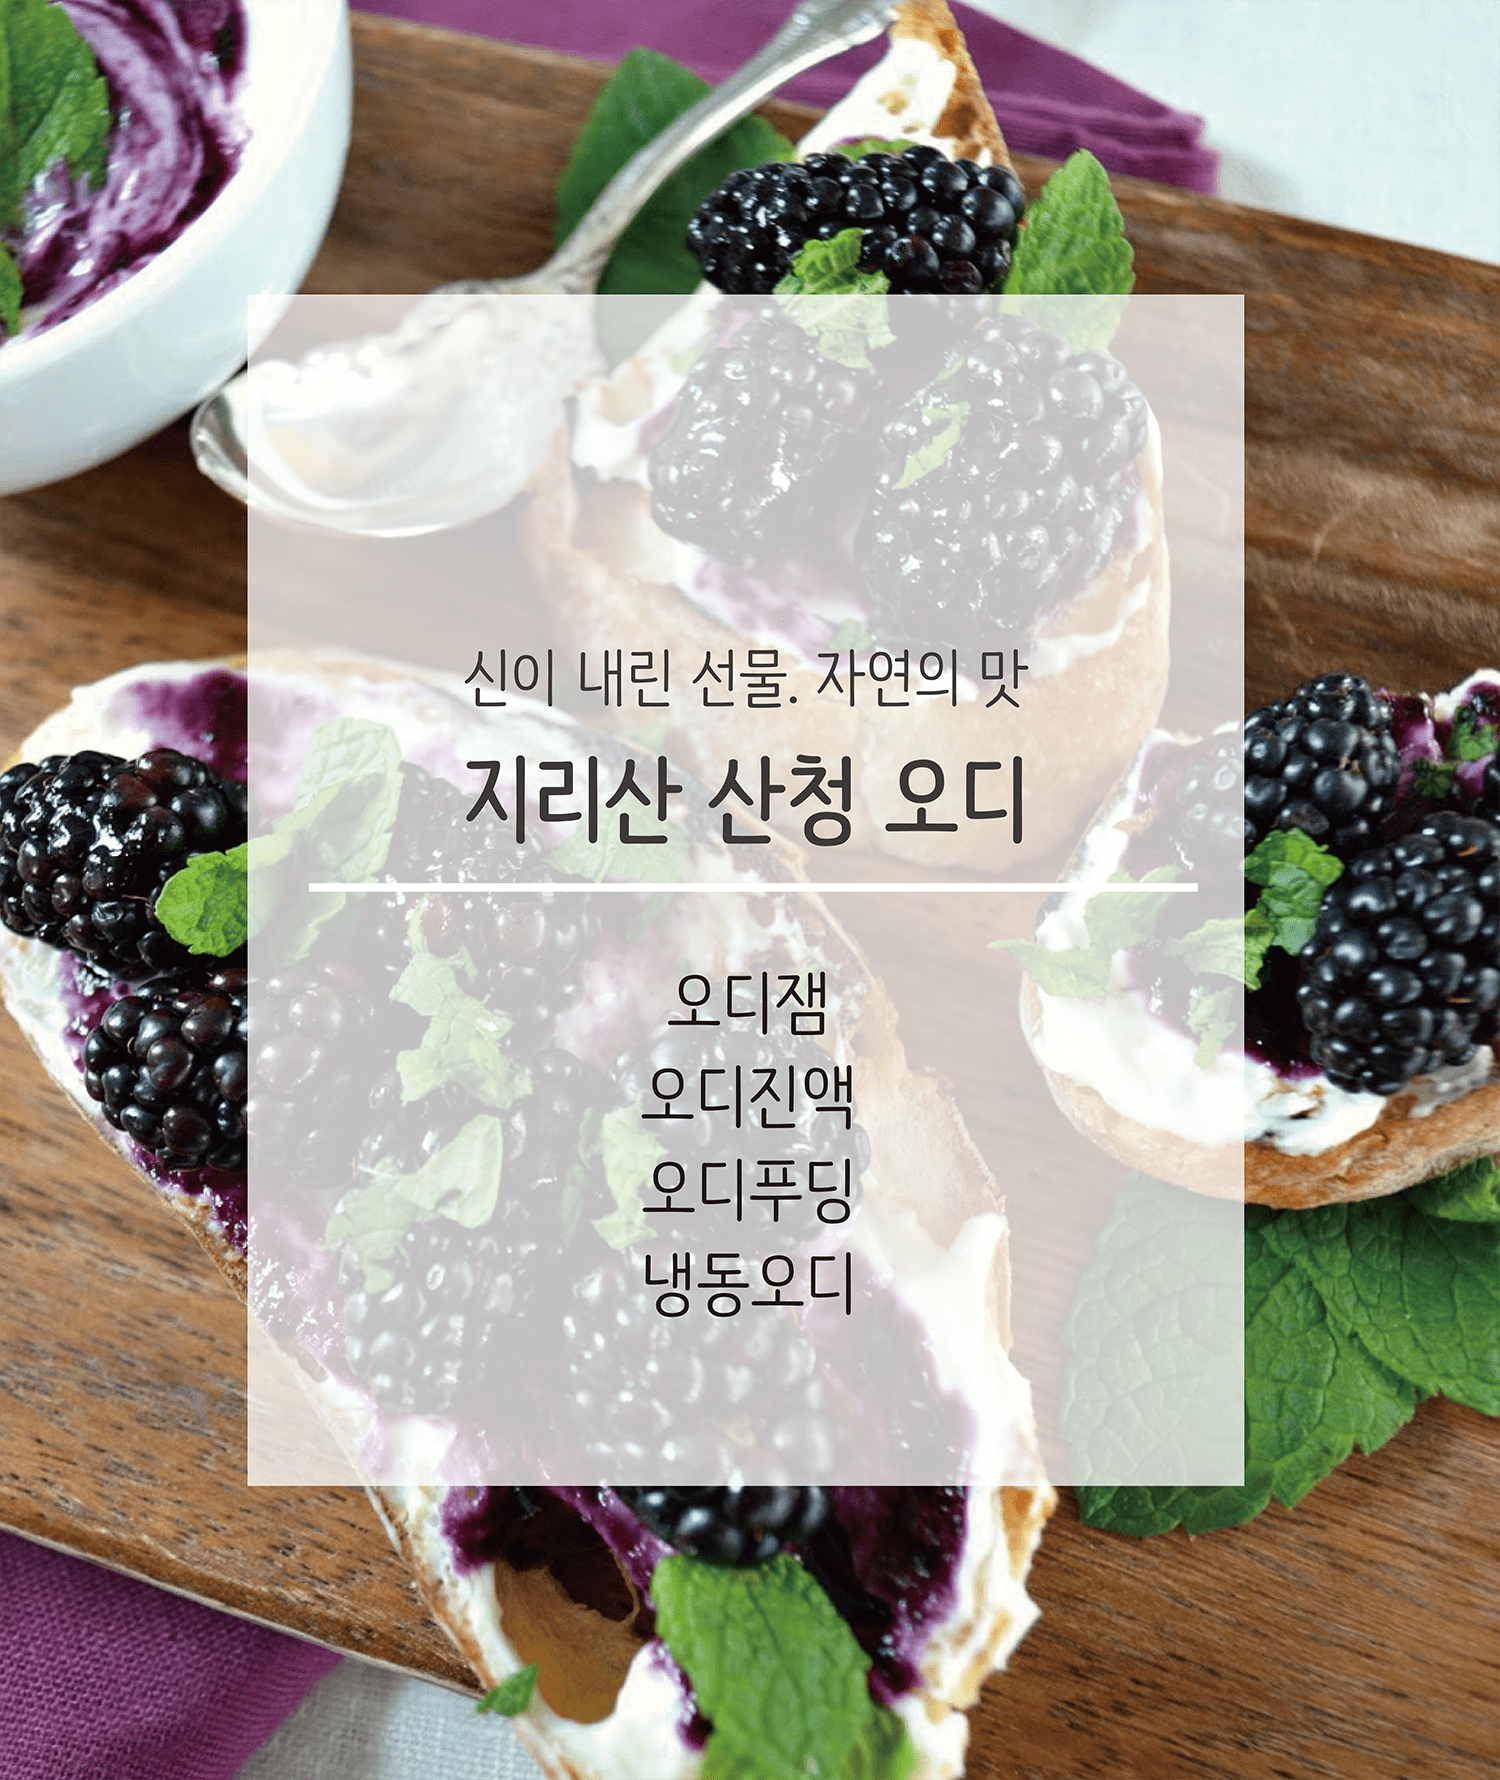 신이 내린 선물. 자연의 맛
지리산 산청 오디
오디잼
오디진액
오디푸딩
냉동오디